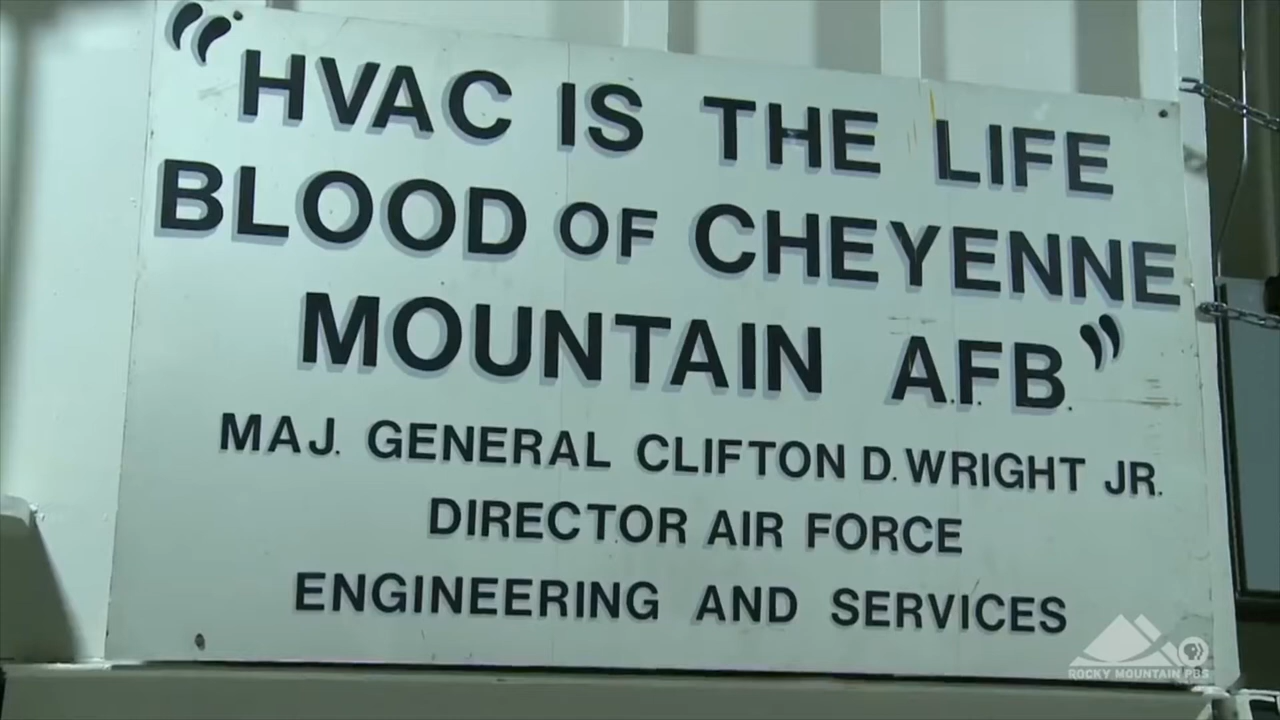 “HVAC IS THE LIFE
BLOOD OF CHEYENNE
MOUNTAIN A.F.B.”
MAJ. GENERAL CLIFTON D. WRIGHT JR.
DIRECTOR AIR FORCE
ENGINEERING AND SERVICES
ROCKY MOUNTAIN PBS